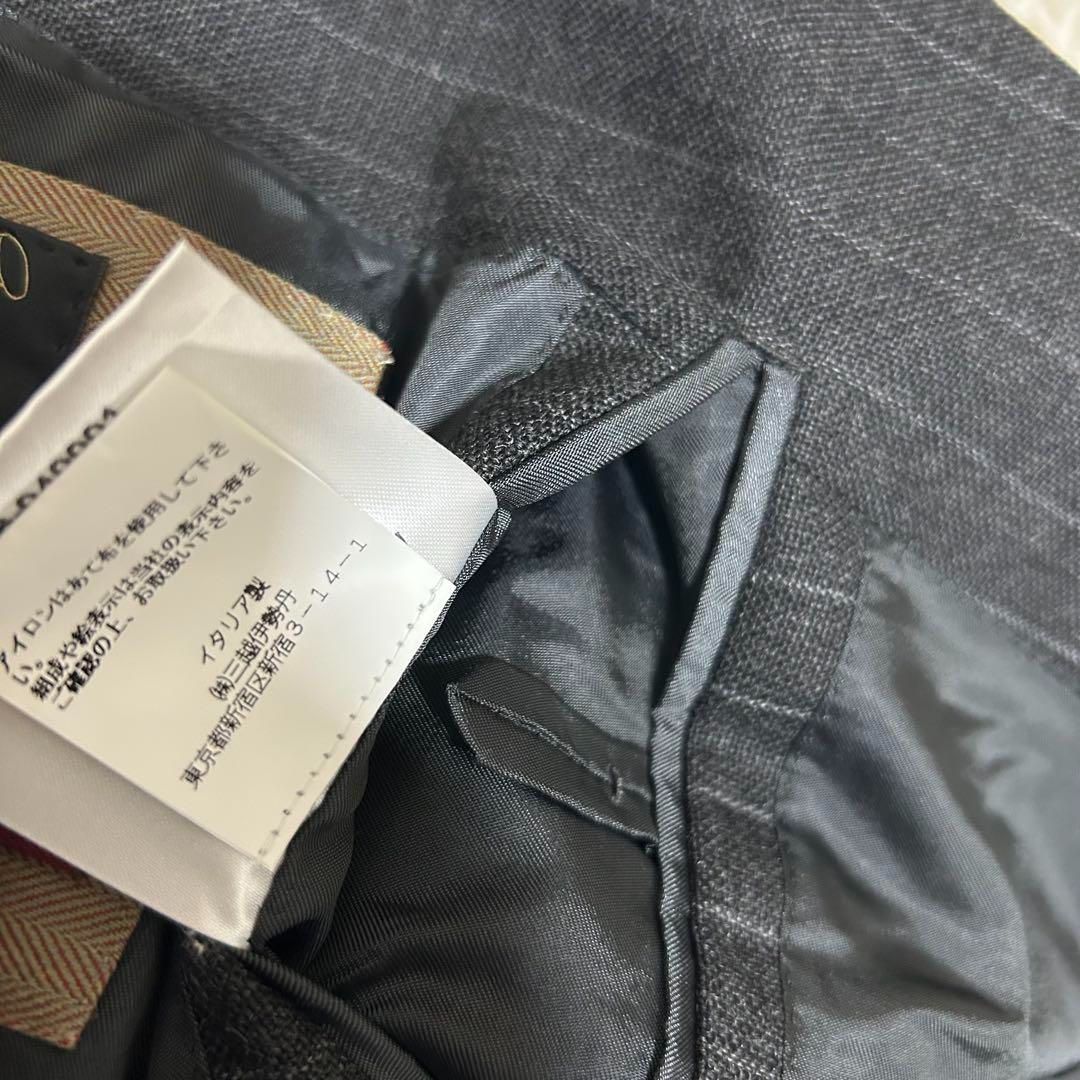 アイロンはあて布を使用して下さ
い。
組成や絵表示は当社の表示内容を
ご確認の上、お取扱い下さい。
イタリア製
㈱三越伊勢丹
東京都新宿区新宿3-14-1